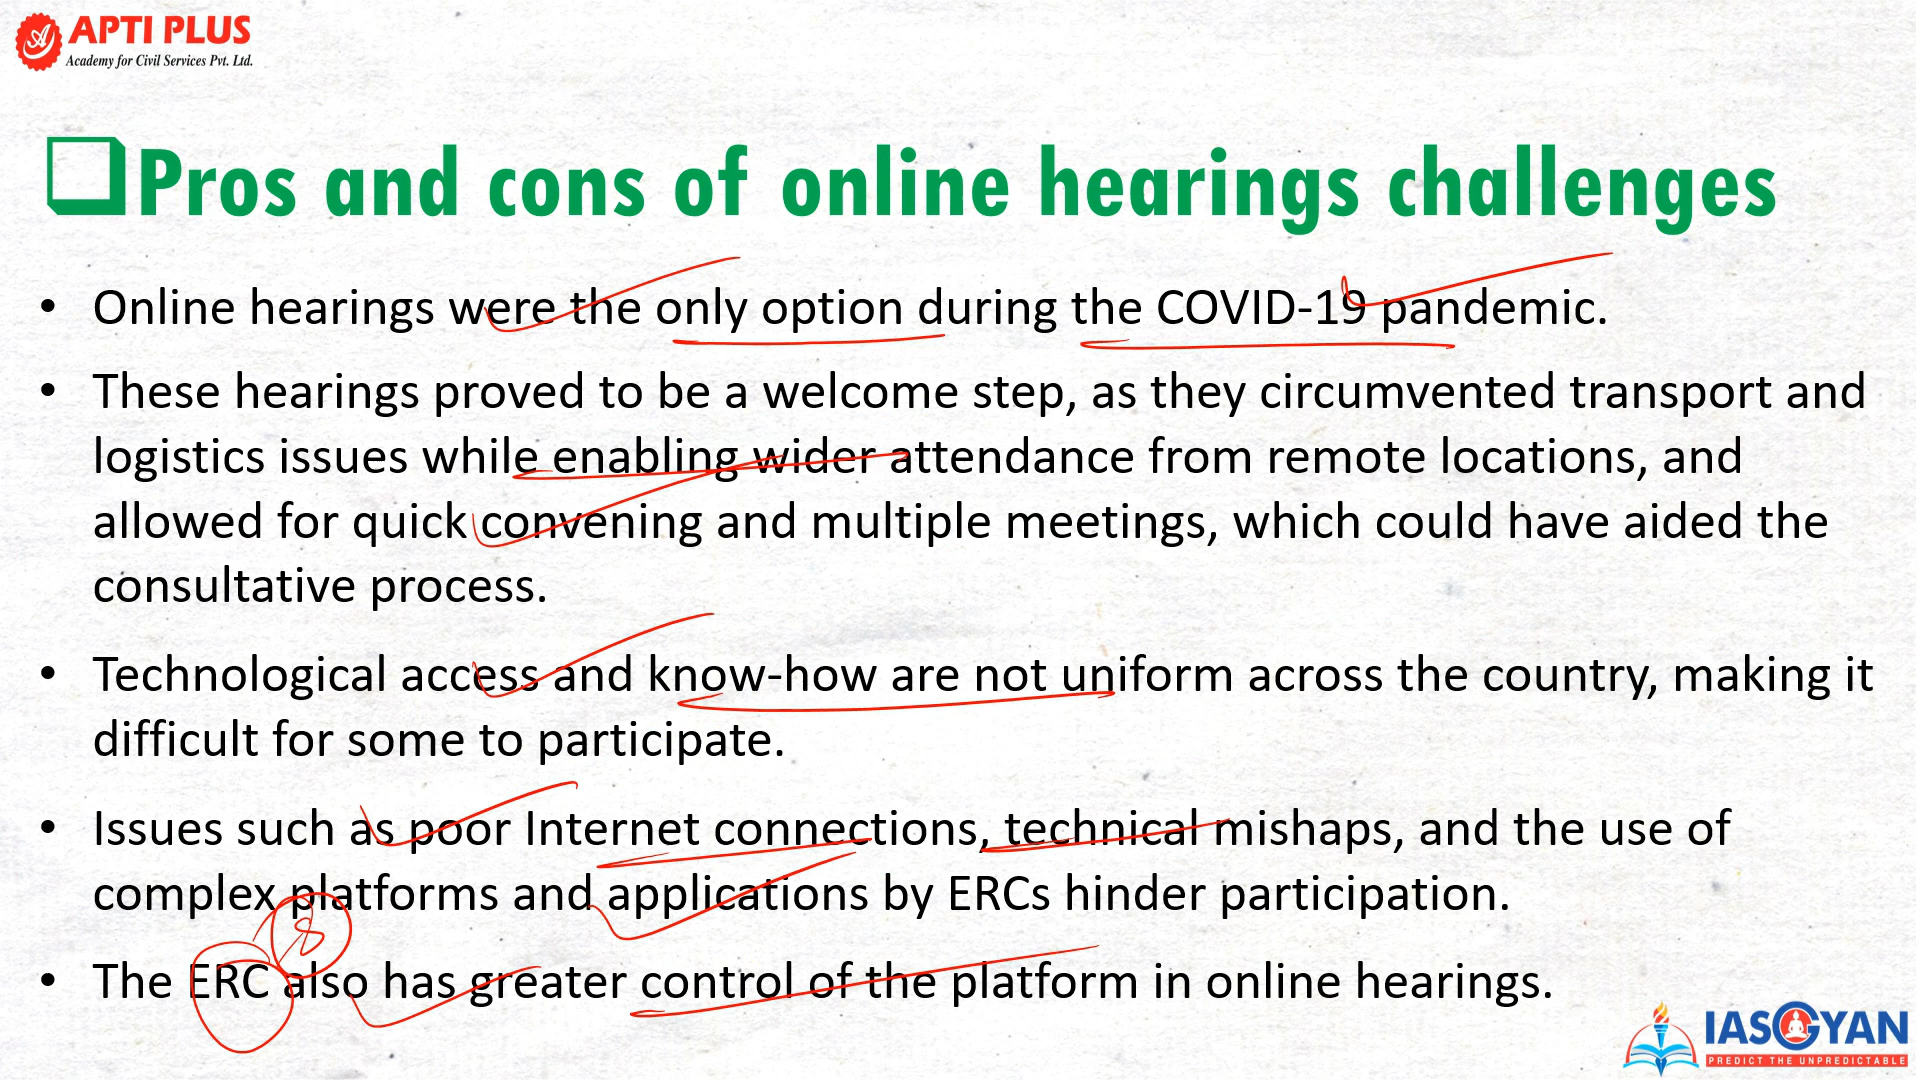 APTI PLUS
Academy for Civil Services Pvt. Ltd.
Pros and cons of online hearings challenges
• Online hearings were the only option during the COVID-19 pandemic.
• These hearings proved to be a welcome step, as they circumvented transport and
logistics issues while enabling wider attendance from remote locations, and
allowed for quick convening and multiple meetings, which could have aided the
consultative process.
• Technological access and know-how are not uniform across the country, making it
difficult for some to participate.
• Issues such as poor Internet connections, technical mishaps, and the use of
complex platforms and applications by ERCs hinder participation.
8
• The ERC also has greater control of the platform in online hearings.
IASGYAN
PREDICT THE UNPREDICTABLE